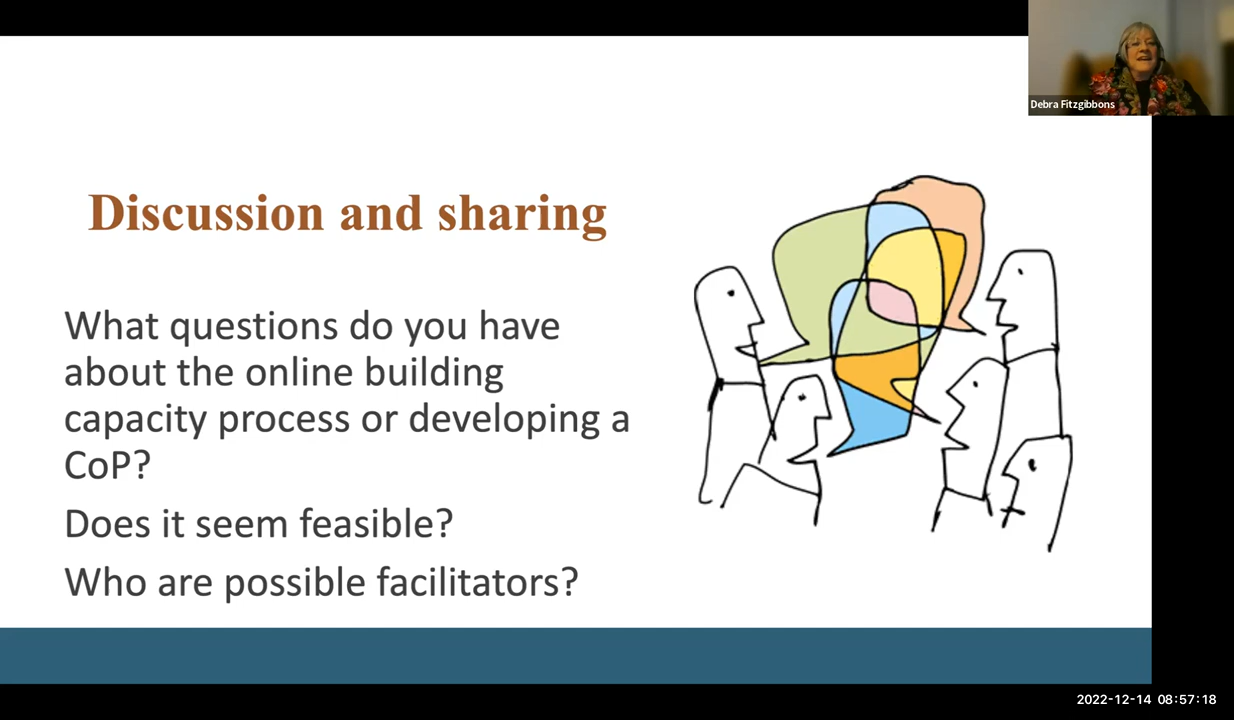 Debra Fitzgibbons
Discussion and sharing
What questions do you have
about the online building
capacity process or developing a
CoP?
Does it seem feasible?
Who are possible facilitators?
2022-12-14 08:57:18